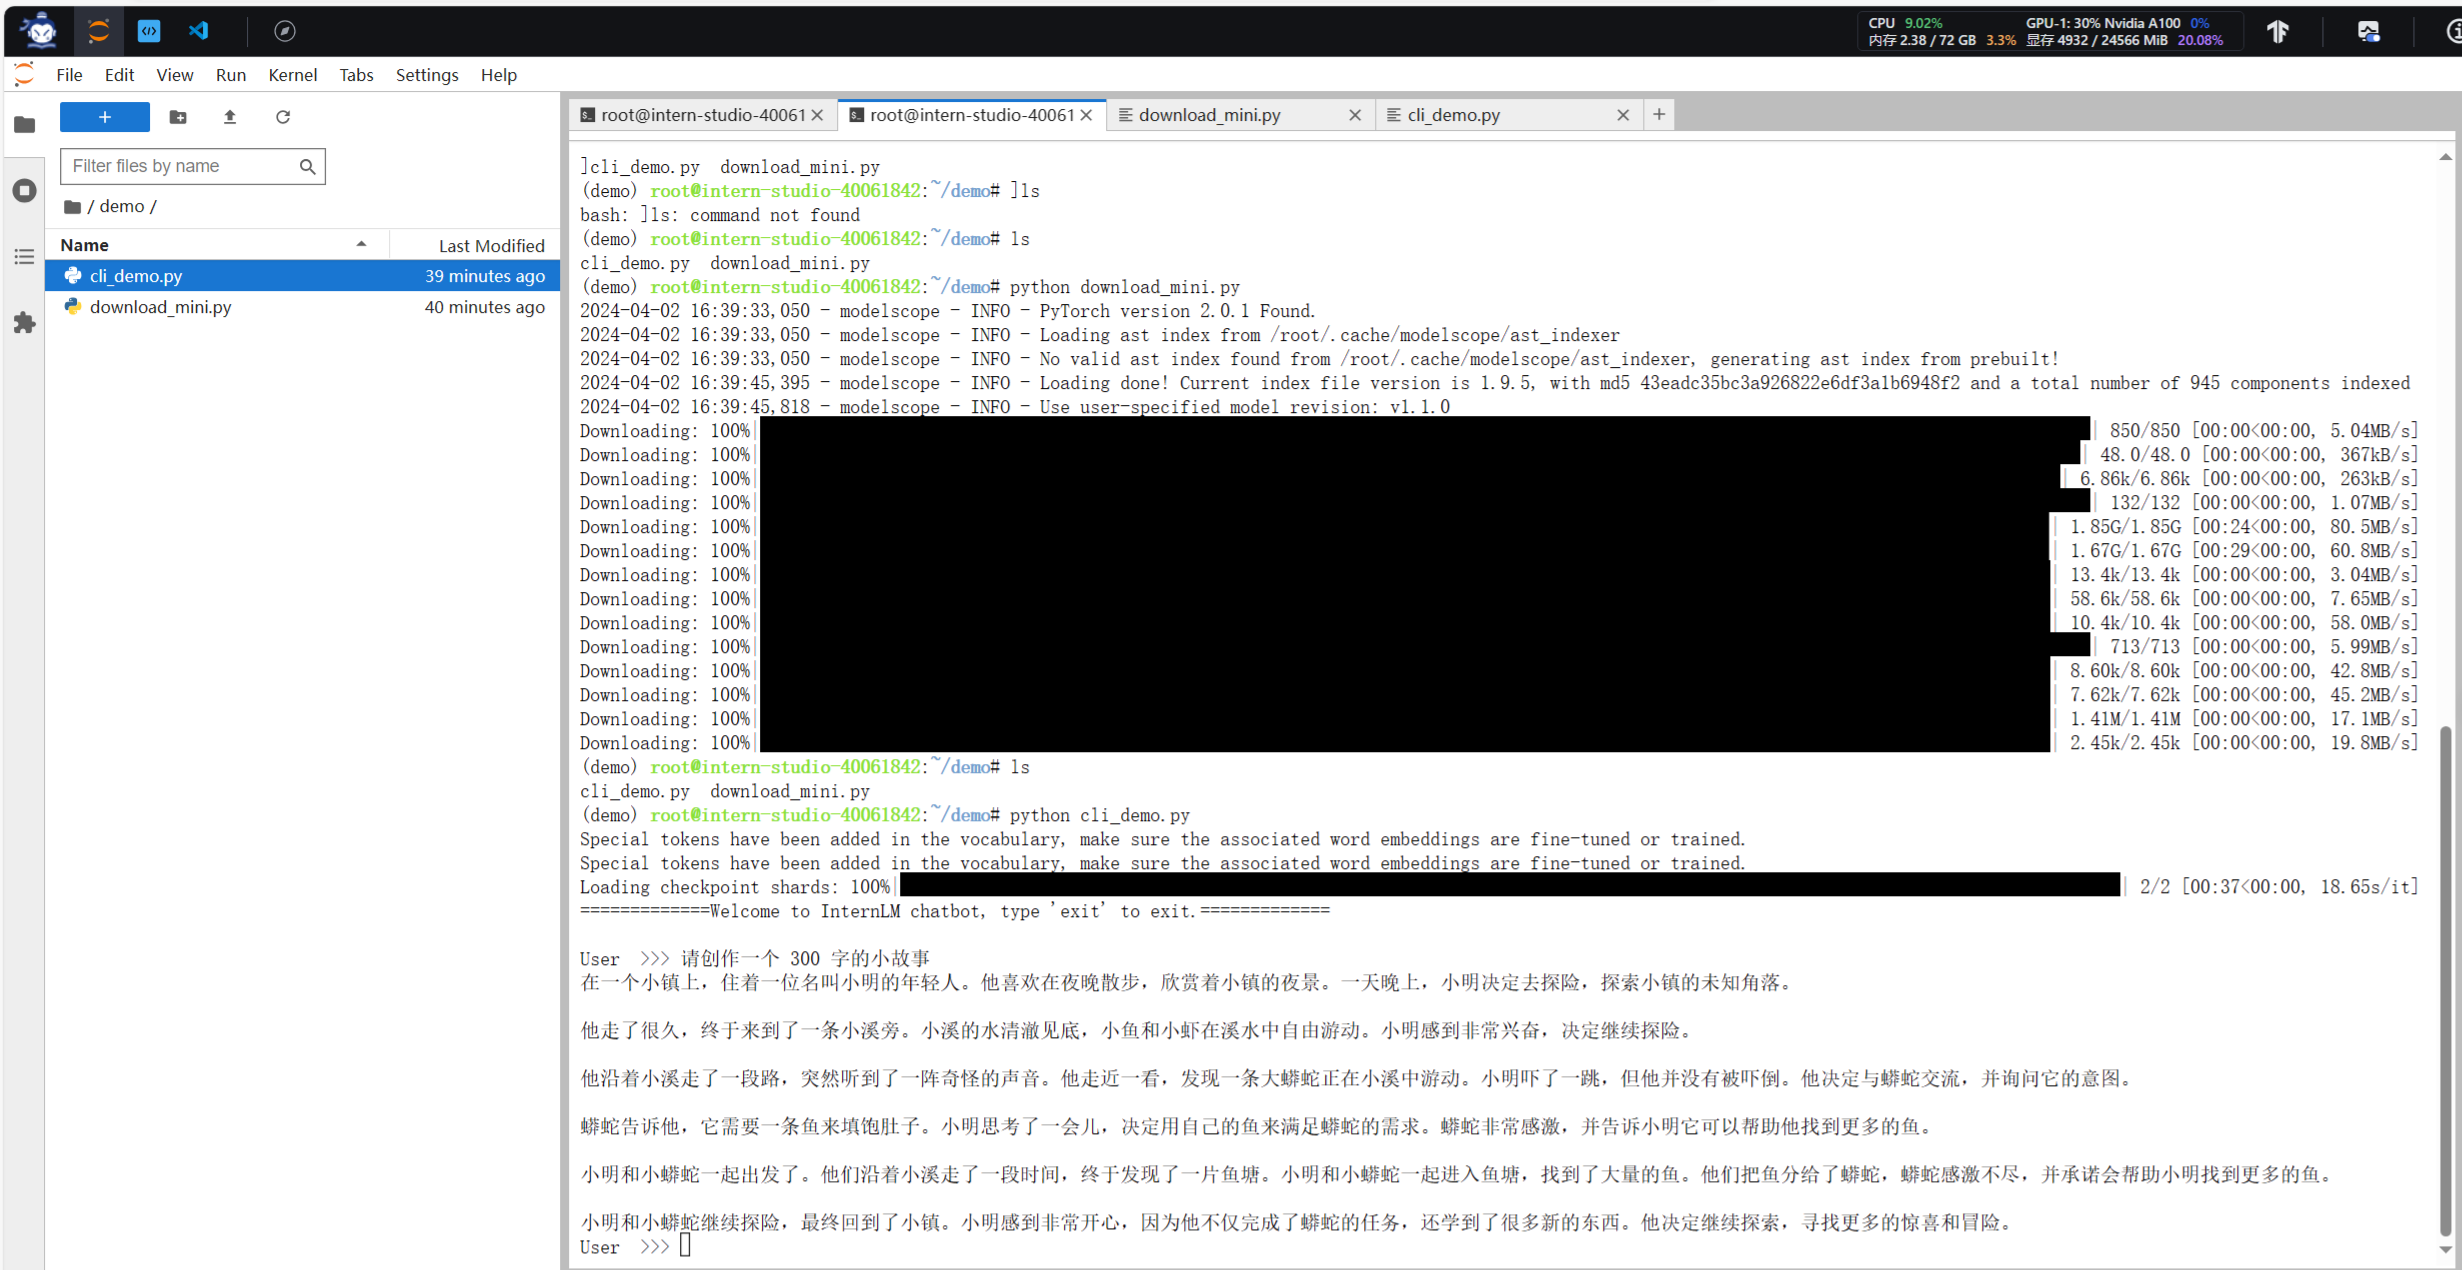 CPU 9.02% GPU-1: 30% Nvidia A100 0%
内存 2.38 / 72 GB 3.3% 显存 4932 / 24566 MiB 20.08%
File Edit View Run Kernel Tabs Settings Help
+
Filter files by name
/ demo /
Name Last Modified
cli_demo.py 39 minutes ago
download_mini.py 40 minutes ago
root@intern-studio-40061 root@intern-studio-40061 download_mini.py cli_demo.py +
]cli_demo.py  download_mini.py
(demo) root@intern-studio-40061842:~/demo# ]ls
bash: ]ls: command not found
(demo) root@intern-studio-40061842:~/demo# ls
cli_demo.py  download_mini.py
(demo) root@intern-studio-40061842:~/demo# python download_mini.py
2024-04-02 16:39:33,050 - modelscope - INFO - PyTorch version 2.0.1 Found.
2024-04-02 16:39:33,050 - modelscope - INFO - Loading ast index from /root/.cache/modelscope/ast_indexer
2024-04-02 16:39:33,050 - modelscope - INFO - No valid ast index found from /root/.cache/modelscope/ast_indexer, generating ast index from prebuilt!
2024-04-02 16:39:45,395 - modelscope - INFO - Loading done! Current index file version is 1.9.5, with md5 43eadc35bc3a926822e6df3a1b6948f2 and a total number of 945 components indexed
2024-04-02 16:39:45,818 - modelscope - INFO - Use user-specified model revision: v1.1.0
Downloading: 100%| | 850/850 [00:00<00:00, 5.04MB/s]
Downloading: 100%| | 48.0/48.0 [00:00<00:00, 367kB/s]
Downloading: 100%| | 6.86k/6.86k [00:00<00:00, 263kB/s]
Downloading: 100%| | 132/132 [00:00<00:00, 1.07MB/s]
Downloading: 100%| | 1.85G/1.85G [00:24<00:00, 80.5MB/s]
Downloading: 100%| | 1.67G/1.67G [00:29<00:00, 60.8MB/s]
Downloading: 100%| | 13.4k/13.4k [00:00<00:00, 3.04MB/s]
Downloading: 100%| | 58.6k/58.6k [00:00<00:00, 7.65MB/s]
Downloading: 100%| | 10.4k/10.4k [00:00<00:00, 58.0MB/s]
Downloading: 100%| | 713/713 [00:00<00:00, 5.99MB/s]
Downloading: 100%| | 8.60k/8.60k [00:00<00:00, 42.8MB/s]
Downloading: 100%| | 7.62k/7.62k [00:00<00:00, 45.2MB/s]
Downloading: 100%| | 1.41M/1.41M [00:00<00:00, 17.1MB/s]
Downloading: 100%| | 2.45k/2.45k [00:00<00:00, 19.8MB/s]
(demo) root@intern-studio-40061842:~/demo# ls
cli_demo.py  download_mini.py
(demo) root@intern-studio-40061842:~/demo# python cli_demo.py
Special tokens have been added in the vocabulary, make sure the associated word embeddings are fine-tuned or trained.
Special tokens have been added in the vocabulary, make sure the associated word embeddings are fine-tuned or trained.
Loading checkpoint shards: 100%| | 2/2 [00:37<00:00, 18.65s/it]
=============Welcome to InternLM chatbot, type 'exit' to exit.=============
User  >>> 请创作一个 300 字的小故事
在一个小镇上，住着一位名叫小明的年轻人。他喜欢在夜晚散步，欣赏着小镇的夜景。一天晚上，小明决定去探险，探索小镇的未知角落。
他走了很久，终于来到了一条小溪旁。小溪的水清澈见底，小鱼和小虾在溪水中自由游动。小明感到非常兴奋，决定继续探险。
他沿着小溪走了一段路，突然听到了一阵奇怪的声音。他走近一看，发现一条大蟒蛇正在小溪中游动。小明吓了一跳，但他并没有被吓倒。他决定与蟒蛇交流，并询问它的意图。
蟒蛇告诉他，它需要一条鱼来填饱肚子。小明思考了一会儿，决定用自己的鱼来满足蟒蛇的需求。蟒蛇非常感激，并告诉小明它可以帮助他找到更多的鱼。
小明和小蟒蛇一起出发了。他们沿着小溪走了一段时间，终于发现了一片鱼塘。小明和小蟒蛇一起进入鱼塘，找到了大量的鱼。他们把鱼分给了蟒蛇，蟒蛇感激不尽，并承诺会帮助小明找到更多的鱼。
小明和小蟒蛇继续探险，最终回到了小镇。小明感到非常开心，因为他不仅完成了蟒蛇的任务，还学到了很多新的东西。他决定继续探索，寻找更多的惊喜和冒险。
User  >>>